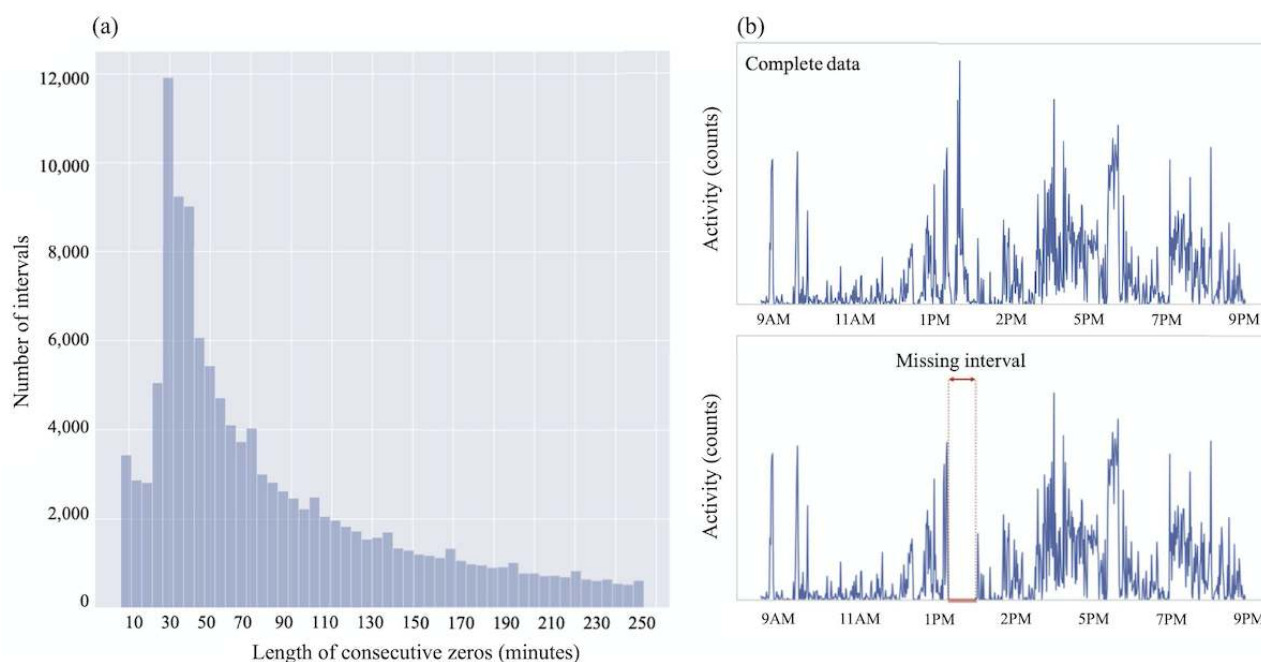 (a)
12,000
10,000
8,000
6,000
4,000
2,000
0
Number of intervals
10 30 50 70 90 110 130 150 170 190 210 230 250
Length of consecutive zeros (minutes)
(b)
Complete data
Activity (counts)
9AM 11AM 1PM 2PM 5PM 7PM 9PM
Missing interval
Activity (counts)
9AM 11AM 1PM 2PM 5PM 7PM 9PM